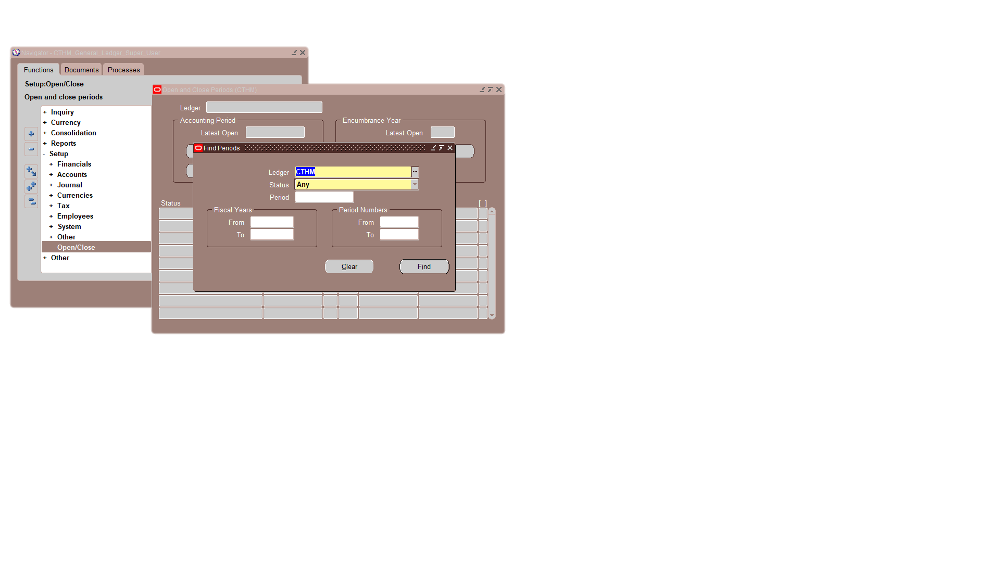 Navigator - CTHM_General_Ledger_Super_User
Functions Documents Processes
Setup:Open/Close
Open and close periods
+ Inquiry
+ Currency
+ Consolidation
+ Reports
- Setup
+ Financials
+ Accounts
+ Journal
+ Currencies
+ Tax
+ Employees
+ System
+ Other
Open/Close
+ Other
Open and Close Periods (CTHM)
Ledger
Accounting Period
Latest Open
Encumbrance Year
Latest Open
Status
[ ]
Find Periods
Ledger CTHM
Status Any
Period
Fiscal Years
From
To
Period Numbers
From
To
Clear
Find